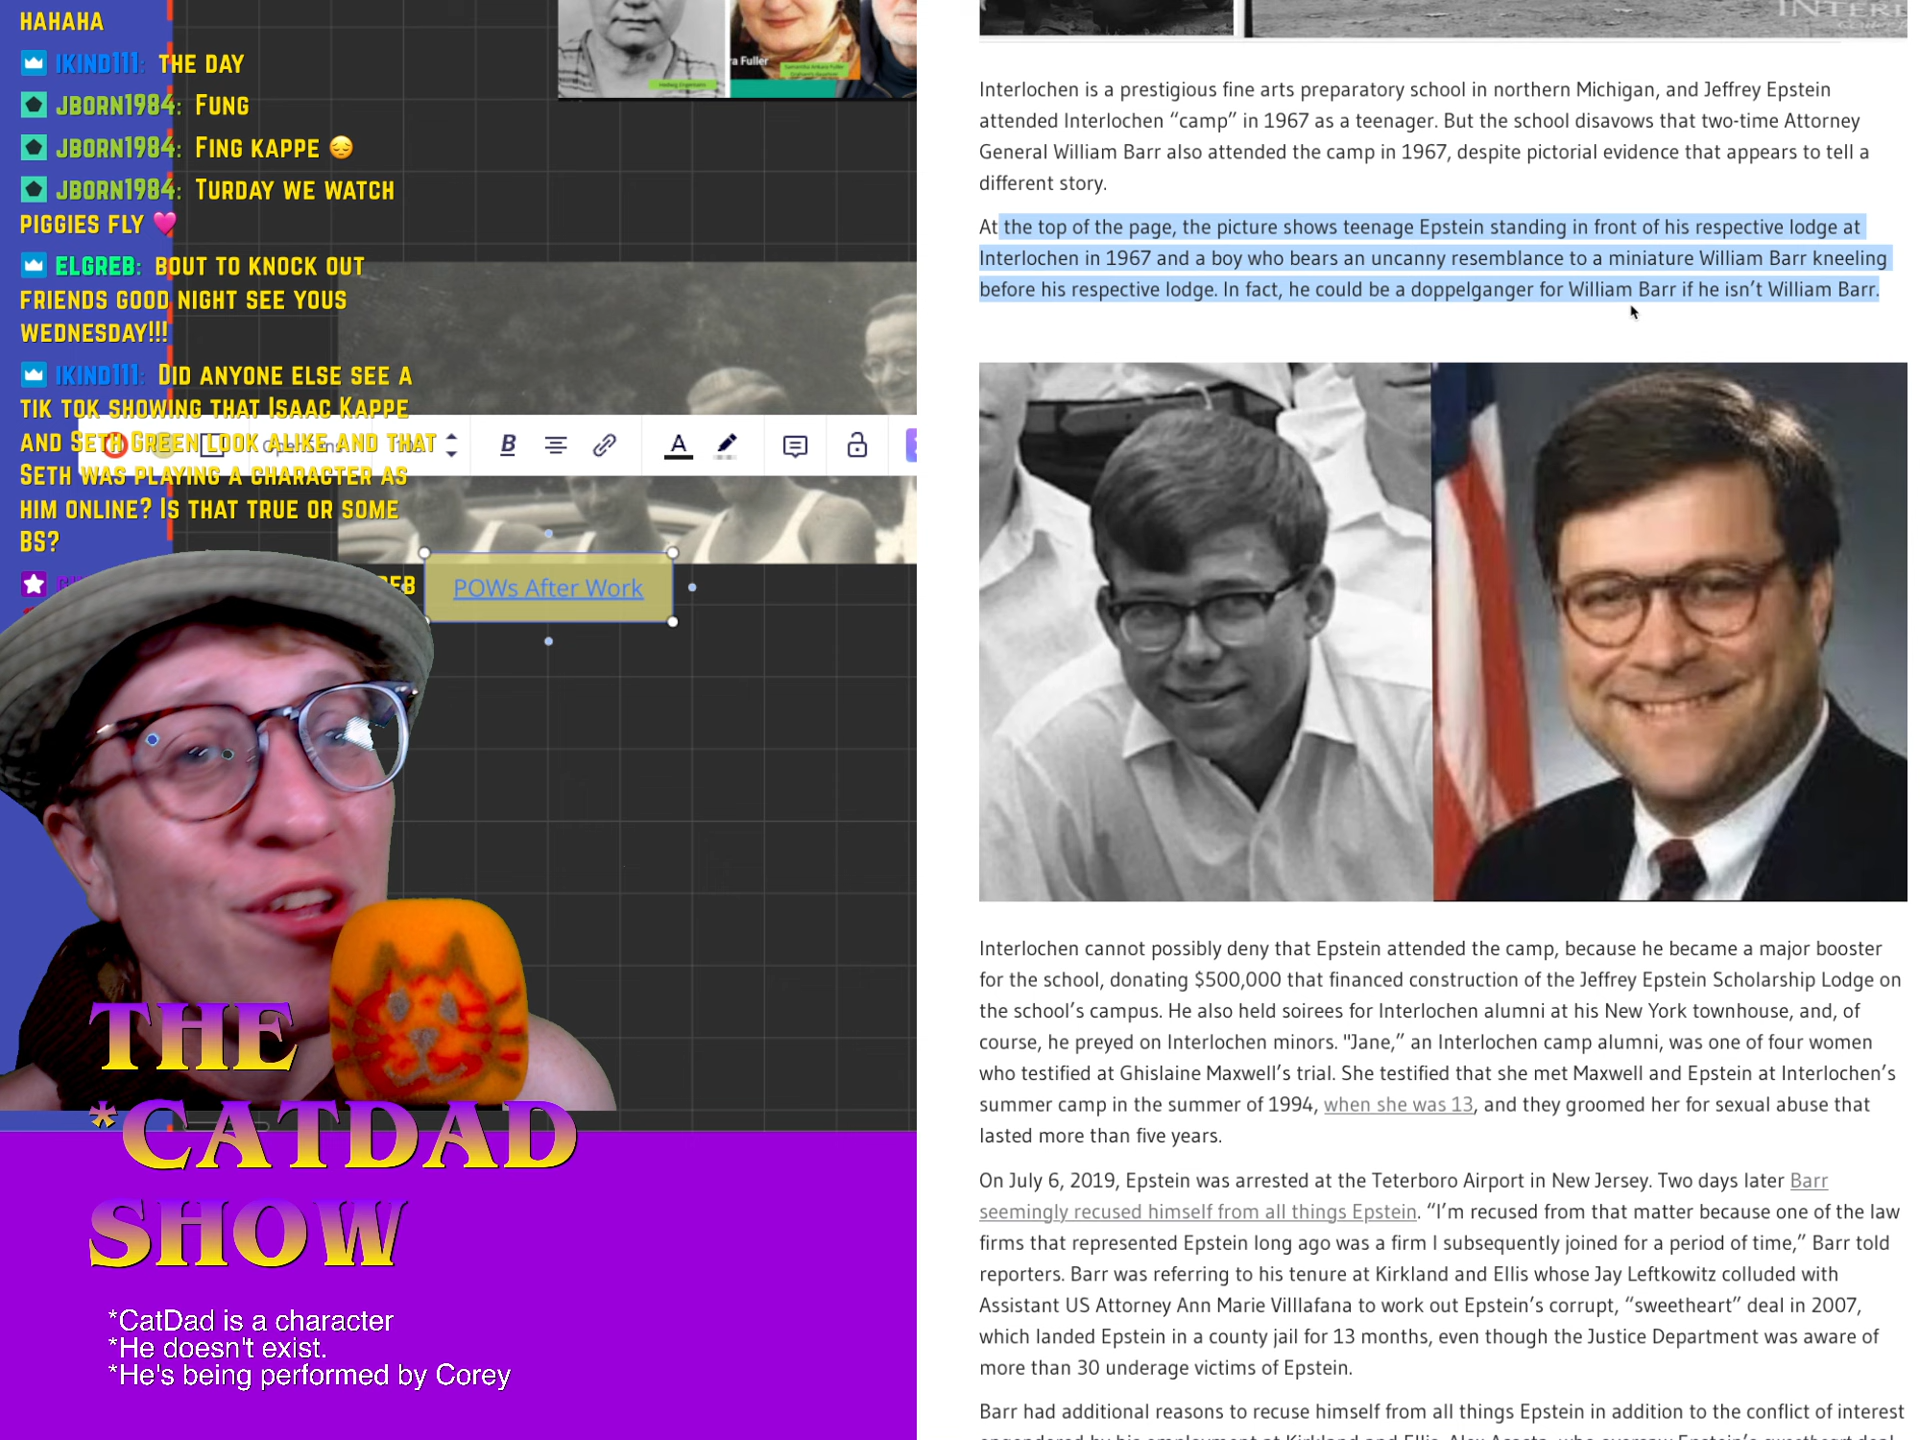 HAHAHA
IKIND111: THE DAY
JBORN1984: FUNG
JBORN1984: FING KAPPE 😔
JBORN1984: TURDAY WE WATCH
PIGGIES FLY 💗
ELGREB: BOUT TO KNOCK OUT
FRIENDS GOOD NIGHT SEE YOUS
WEDNESDAY!!!
IKIND111: DID ANYONE ELSE SEE A
TIK TOK SHOWING THAT ISAAC KAPPE
AND SETH GREEN LOOK ALIKE AND THAT
SETH WAS PLAYING A CHARACTER AS
HIM ONLINE? IS THAT TRUE OR SOME
BS?
ra Fuller
B
A
POWs After Work
THE
*CATDAD
SHOW
*CatDad is a character
*He doesn't exist.
*He's being performed by Corey
Interlochen is a prestigious fine arts preparatory school in northern Michigan, and Jeffrey Epstein
attended Interlochen “camp” in 1967 as a teenager. But the school disavows that two-time Attorney
General William Barr also attended the camp in 1967, despite pictorial evidence that appears to tell a
different story.
At the top of the page, the picture shows teenage Epstein standing in front of his respective lodge at
Interlochen in 1967 and a boy who bears an uncanny resemblance to a miniature William Barr kneeling
before his respective lodge. In fact, he could be a doppelganger for William Barr if he isn’t William Barr.
Interlochen cannot possibly deny that Epstein attended the camp, because he became a major booster
for the school, donating $500,000 that financed construction of the Jeffrey Epstein Scholarship Lodge on
the school’s campus. He also held soirees for Interlochen alumni at his New York townhouse, and, of
course, he preyed on Interlochen minors. "Jane,” an Interlochen camp alumni, was one of four women
who testified at Ghislaine Maxwell’s trial. She testified that she met Maxwell and Epstein at Interlochen’s
summer camp in the summer of 1994, when she was 13, and they groomed her for sexual abuse that
lasted more than five years.
On July 6, 2019, Epstein was arrested at the Teterboro Airport in New Jersey. Two days later Barr
seemingly recused himself from all things Epstein. “I’m recused from that matter because one of the law
firms that represented Epstein long ago was a firm I subsequently joined for a period of time,” Barr told
reporters. Barr was referring to his tenure at Kirkland and Ellis whose Jay Leftkowitz colluded with
Assistant US Attorney Ann Marie Villlafana to work out Epstein’s corrupt, “sweetheart” deal in 2007,
which landed Epstein in a county jail for 13 months, even though the Justice Department was aware of
more than 30 underage victims of Epstein.
Barr had additional reasons to recuse himself from all things Epstein in addition to the conflict of interest